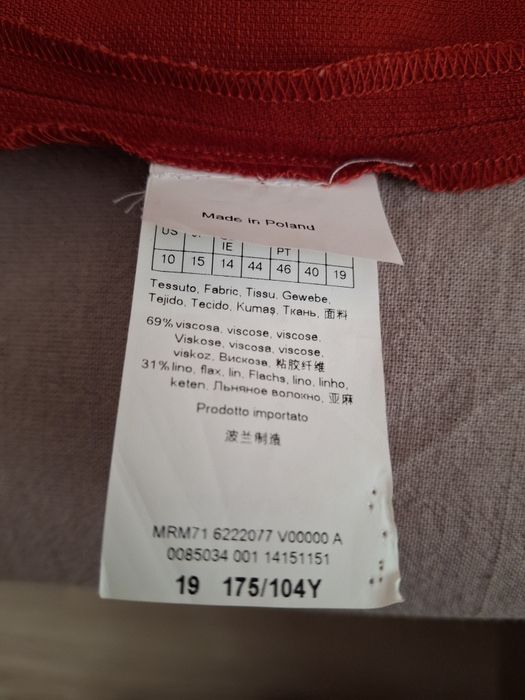 Made in Poland
US
IE PT
10 15 14 44 46 40 19
Tessuto, Fabric, Tissu, Gewebe,
Tejido, Tecido, Kumaş, Ткань, 面料
69% viscosa, viscose, viscose,
Viskose, viscosa, viscose,
viskoz, Вискоза, 粘胶纤维
31% lino, flax, lin, Flachs, lino, linho,
keten, Льняное волокно, 亚麻
Prodotto importato
波兰制造
MRM71 6222077 V00000 A
0085034 001 14151151
19 175/104Y